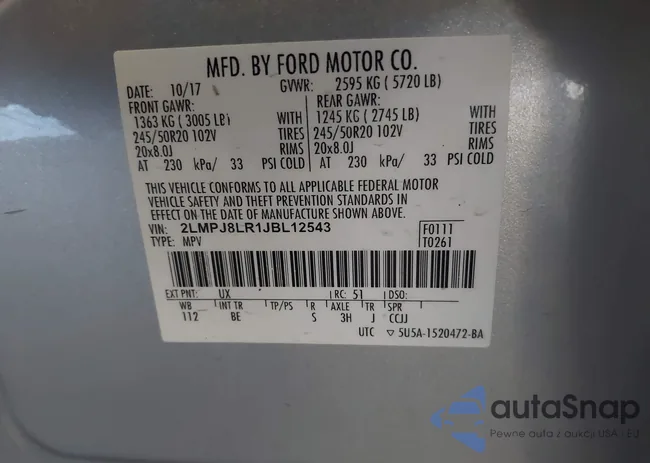 MFD. BY FORD MOTOR CO.
DATE: 10/17 GVWR: 2595 KG ( 5720 LB)
FRONT GAWR: REAR GAWR:
1363 KG ( 3005 LB) WITH 1245 KG ( 2745 LB) WITH
245/50R20 102V TIRES 245/50R20 102V TIRES
20x8.0J RIMS 20x8.0J RIMS
AT 230 kPa/ 33 PSI COLD AT 230 kPa/ 33 PSI COLD
THIS VEHICLE CONFORMS TO ALL APPLICABLE FEDERAL MOTOR
VEHICLE SAFETY AND THEFT PREVENTION STANDARDS IN
EFFECT ON THE DATE OF MANUFACTURE SHOWN ABOVE.
VIN: 2LMPJ8LR1JBL12543 F0111
TYPE: MPV T0261
EXT PNT: UX RC: 51 DSO:
WB INT TR TP/PS R AXLE TR SPR
112 BE S 3H J CCJJ
UTC ▽ 5U5A-1520472-BA
autaSnap
Pewne auta z aukcji USA - EU